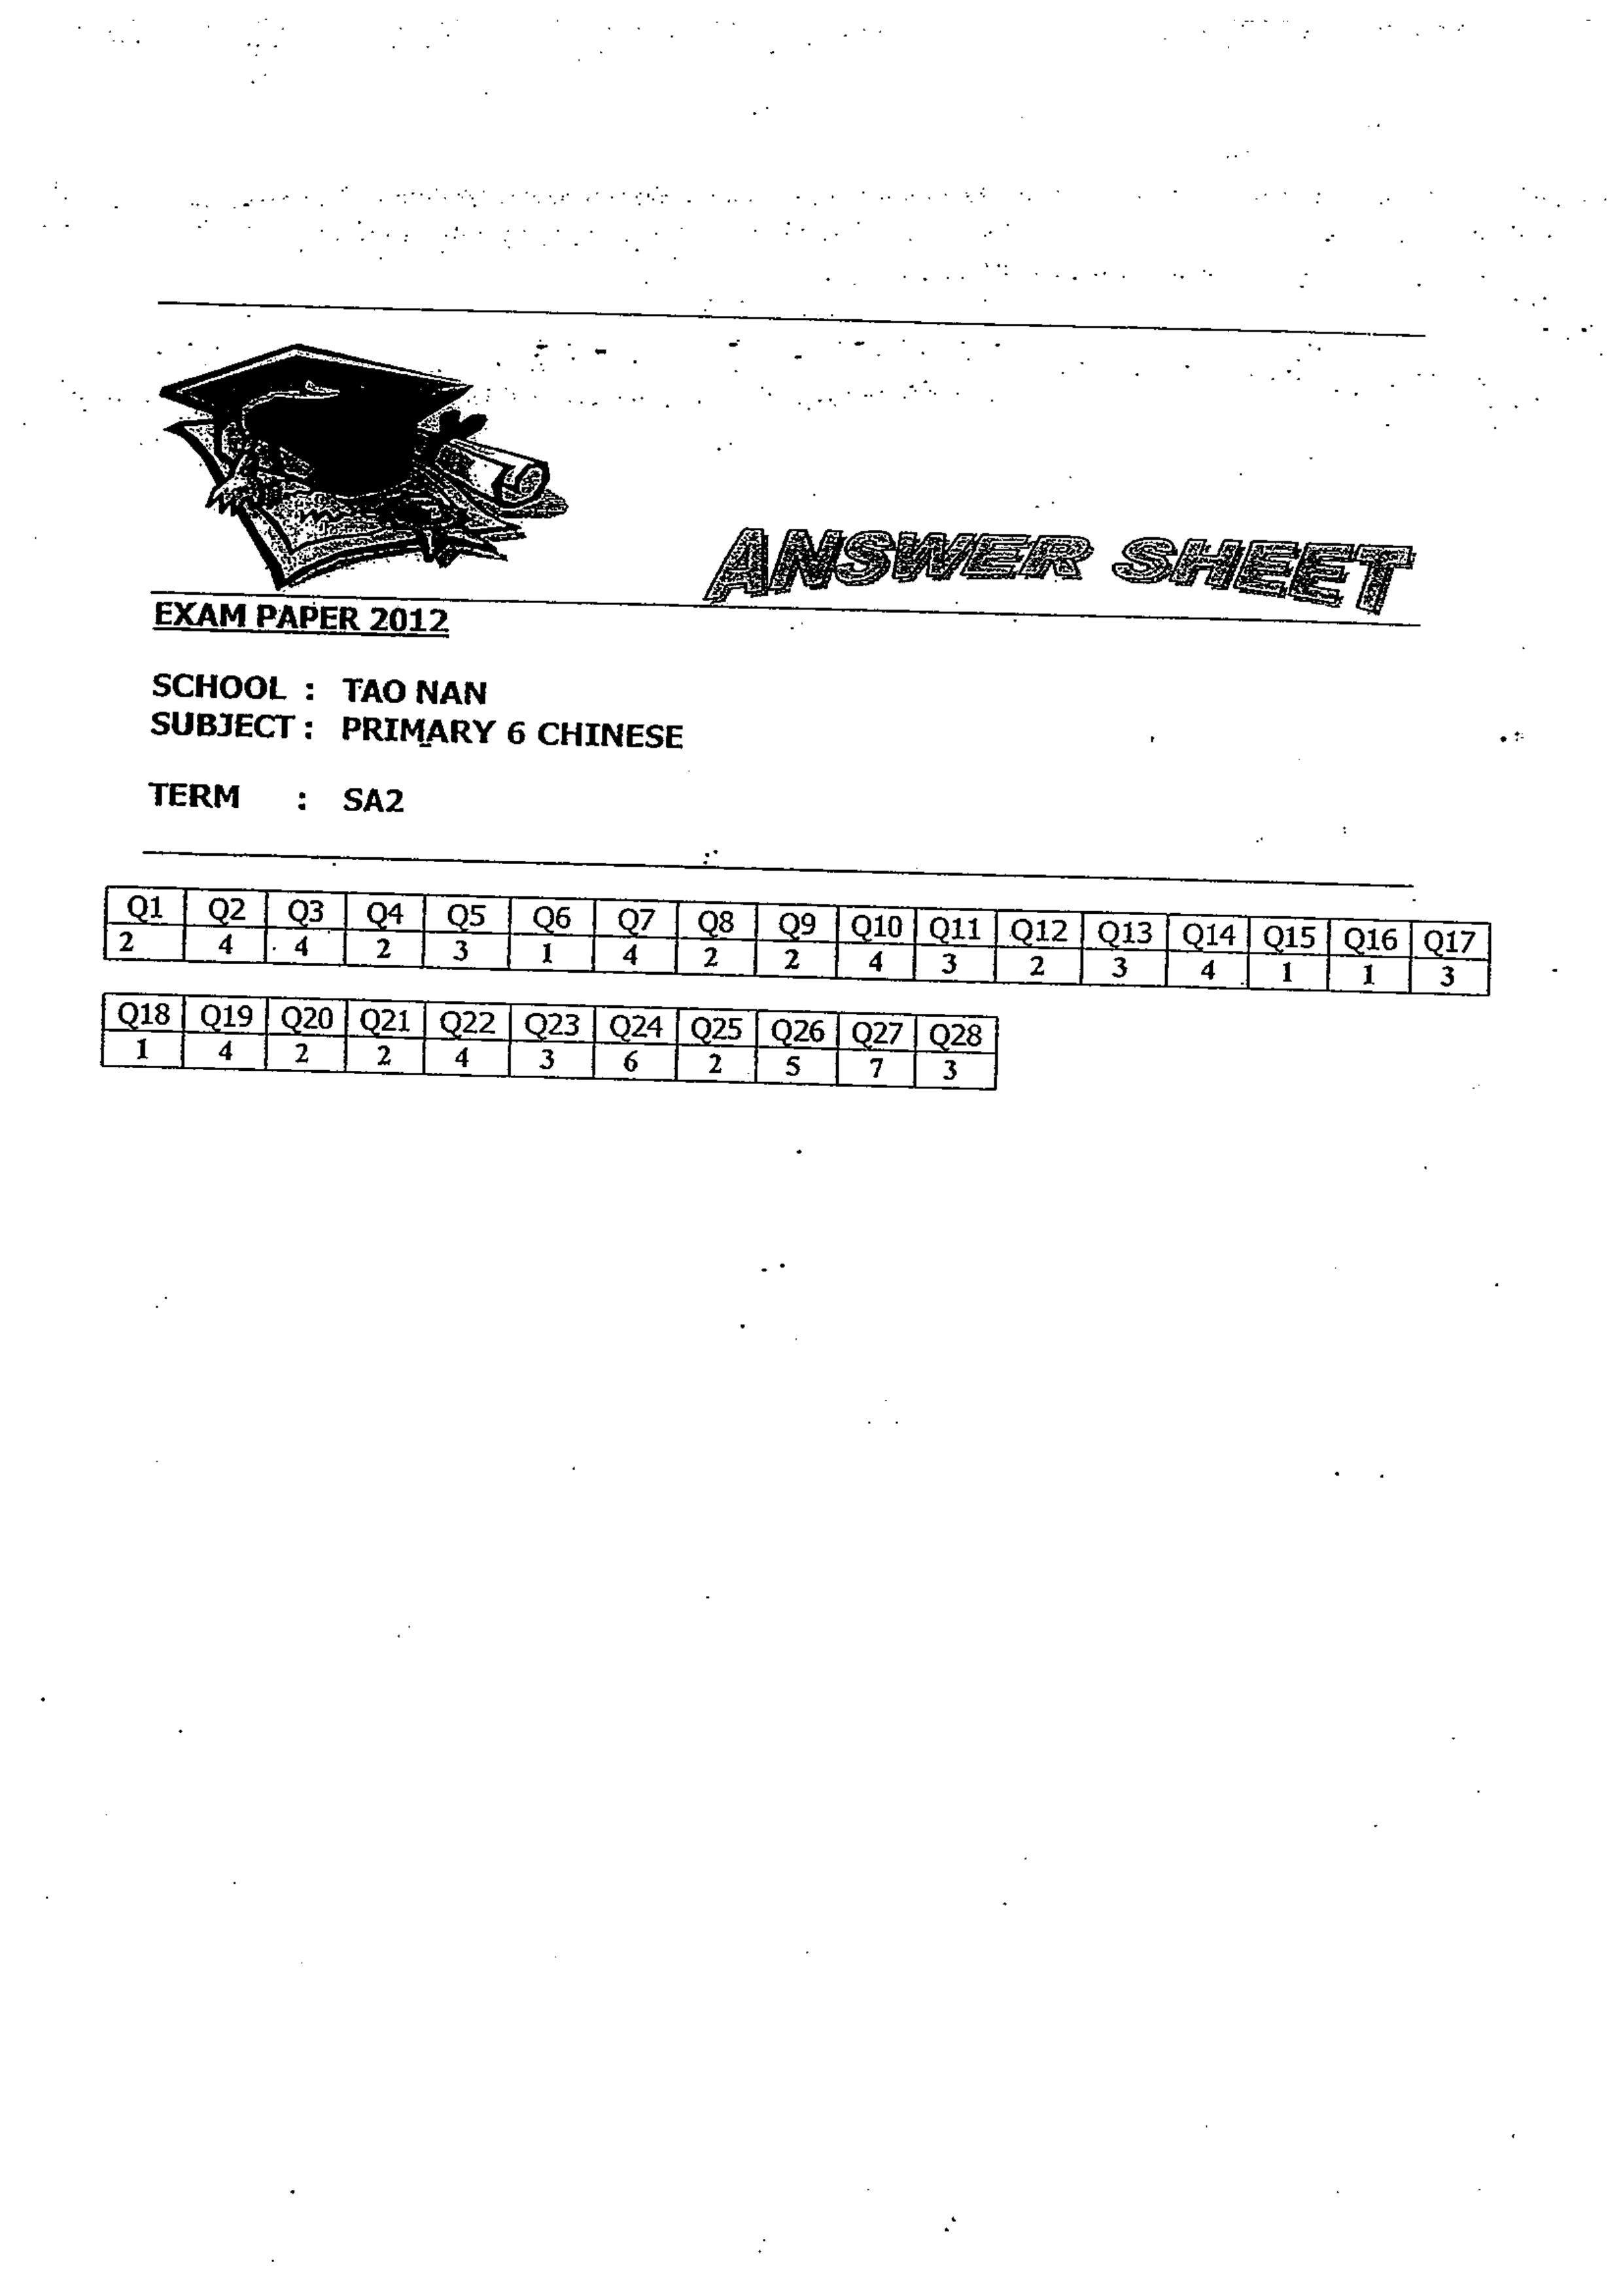 ANSWER SHEET
EXAM PAPER 2012
SCHOOL : TAO NAN
SUBJECT : PRIMARY 6 CHINESE
TERM : SA2
Q1 Q2 Q3 Q4 Q5 Q6 Q7 Q8 Q9 Q10 Q11 Q12 Q13 Q14 Q15 Q16 Q17
2 4 4 2 3 1 4 2 2 4 3 2 3 4 1 1 3
Q18 Q19 Q20 Q21 Q22 Q23 Q24 Q25 Q26 Q27 Q28
1 4 2 2 4 3 6 2 5 7 3